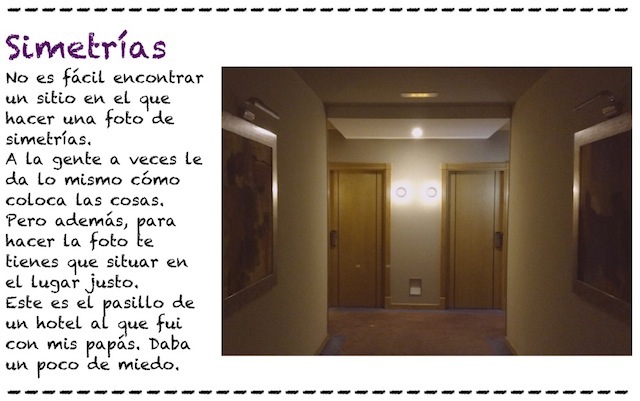 Simetrías
No es fácil encontrar
un sitio en el que
hacer una foto de
simetrías.
A la gente a veces le
da lo mismo cómo
coloca las cosas.
Pero además, para
hacer la foto te
tienes que situar en
el lugar justo.
Este es el pasillo de
un hotel al que fui
con mis papás. Daba
un poco de miedo.